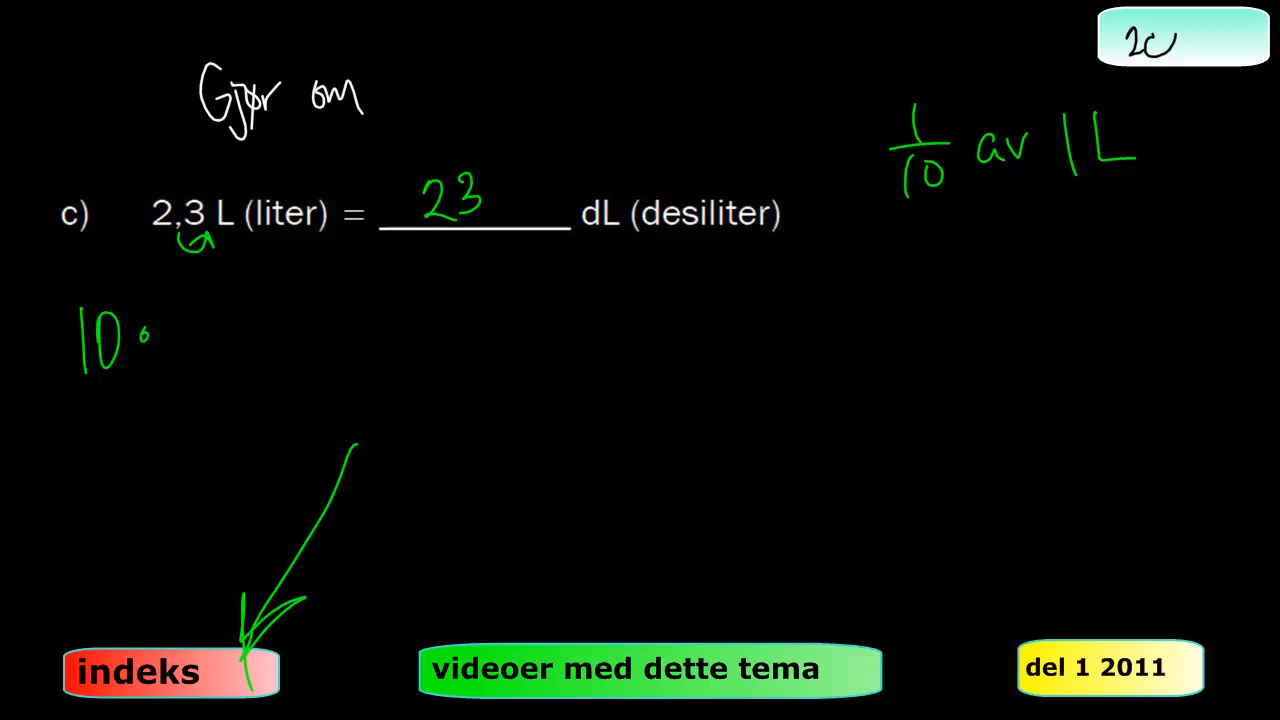 2c
Gjør om
1/10 av 1 L
c) 2,3 L (liter) = 23 dL (desiliter)
10 ·
indeks
videoer med dette tema
del 1 2011